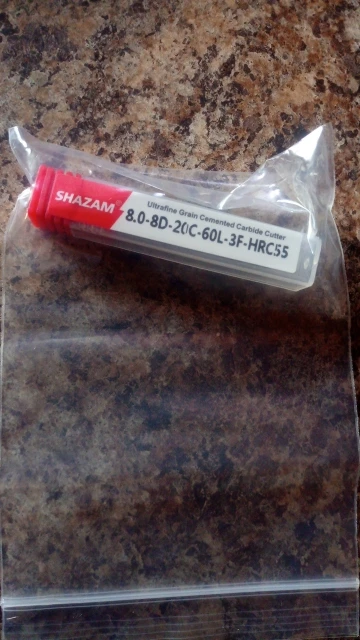 SHAZAM
Ultrafine Grain Cemented Carbide Cutter
8.0-8D-20C-60L-3F-HRC55